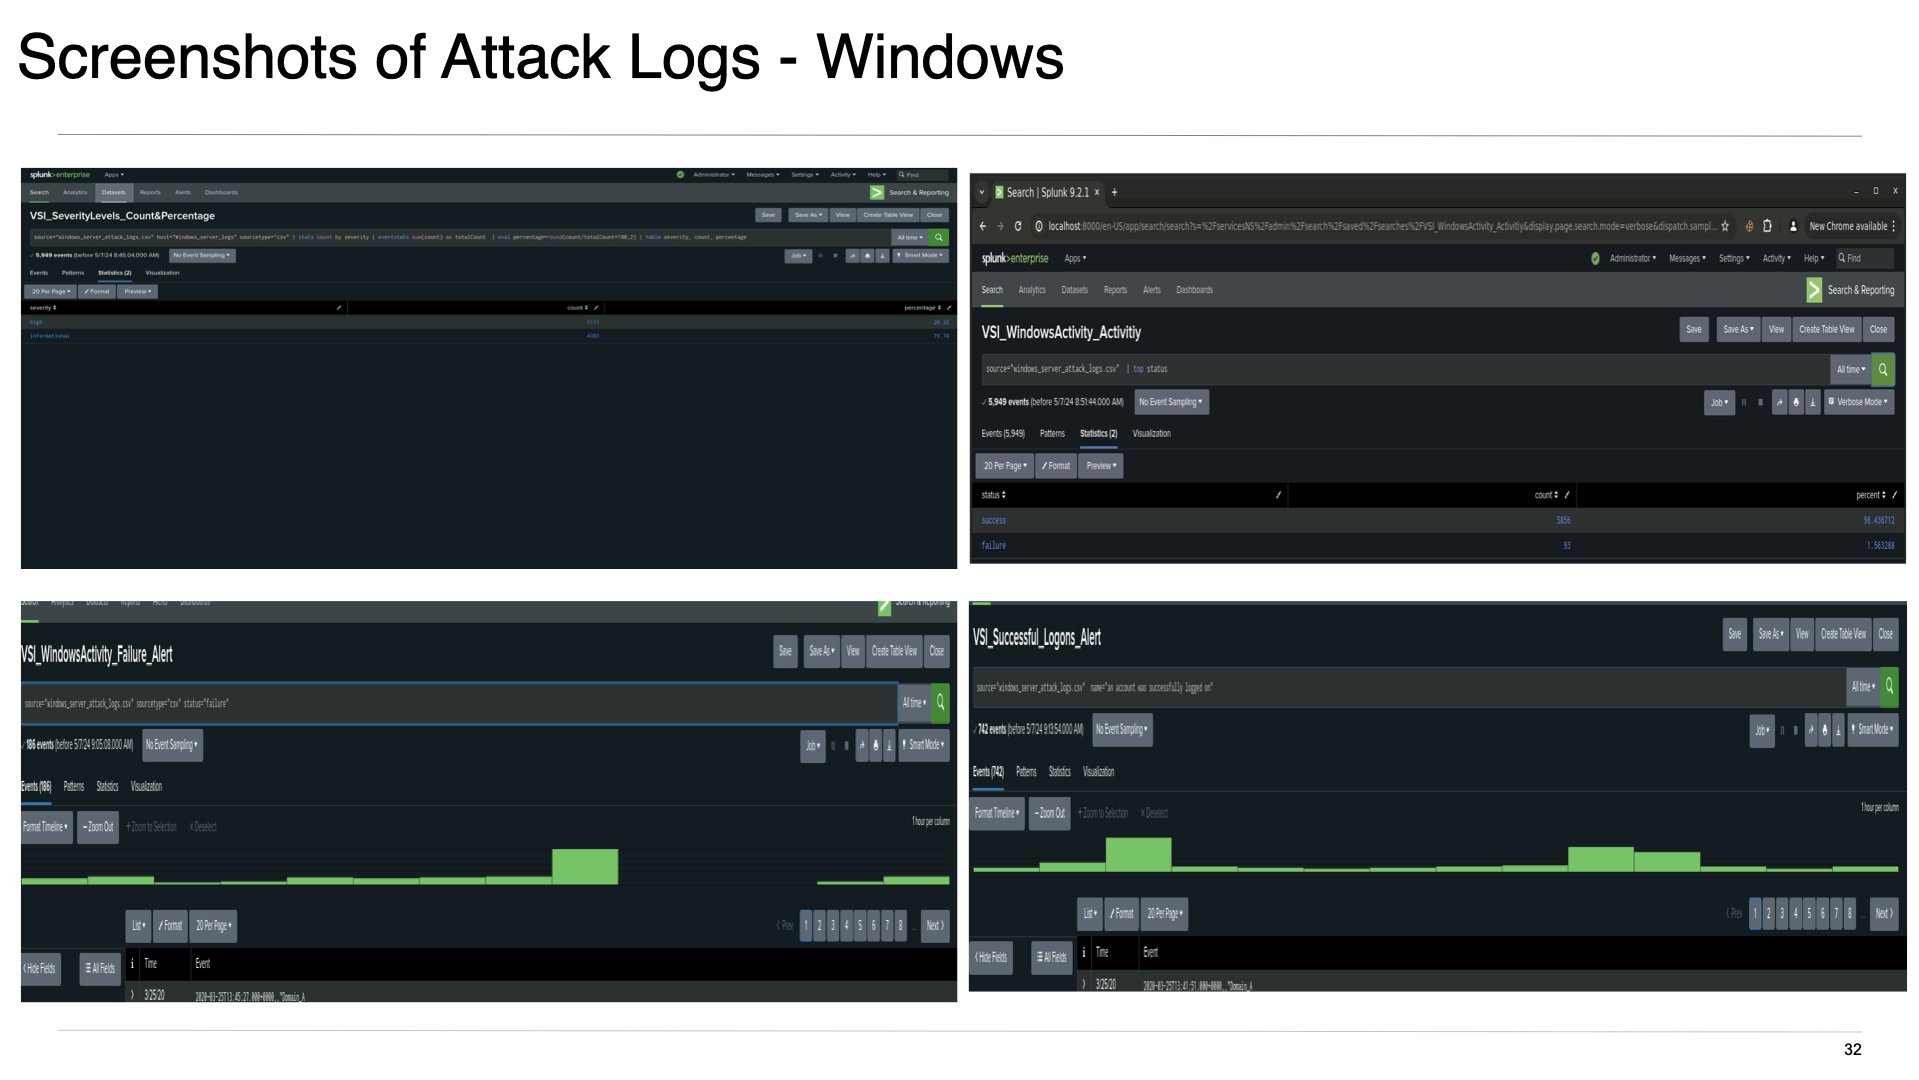 Screenshots of Attack Logs - Windows
splunk>enterprise Apps▾ Administrator▾ Messages▾ Settings▾ Activity▾ Help▾ Find
Search Analytics Datasets Reports Alerts Dashboards Search & Reporting
VSI_SeverityLevels_Count&Percentage
Save Save As▾ View Create Table View Close
source="windows_server_attack_logs.csv" host="Windows_server_logs" sourcetype="csv" | stats count by severity | eventstats sum(count) as totalCount | eval percentage=round(count/totalCount*100,2) | table severity, count, percentage
All time▾
✓ 5,949 events (before 5/7/24 8:45:04.000 AM) No Event Sampling▾ Job▾ Smart Mode▾
Events Patterns Statistics (2) Visualization
20 Per Page▾ Format Preview▾
severity count percentage
high 1111 20.22
informational 4383 79.78
Search | Splunk 9.2.1 x +
localhost:8000/en-US/app/search/search?s=%2FservicesNS%2Fadmin%2Fsearch%2Fsaved%2Fsearches%2FVSI_WindowsActivity_Activitiy&display.page.search.mode=verbose&dispatch.sampl... New Chrome available
splunk>enterprise Apps▾ Administrator▾ Messages▾ Settings▾ Activity▾ Help▾ Find
Search Analytics Datasets Reports Alerts Dashboards Search & Reporting
VSI_WindowsActivity_Activitiy
Save Save As▾ View Create Table View Close
source="windows_server_attack_logs.csv" | top status
All time▾
✓ 5,949 events (before 5/7/24 8:51:44.000 AM) No Event Sampling▾ Job▾ Verbose Mode▾
Events (5,949) Patterns Statistics (2) Visualization
20 Per Page▾ Format Preview▾
status count percent
success 5856 98.436712
failure 93 1.563288
Search Analytics Datasets Reports Alerts Dashboards Search & Reporting
VSI_WindowsActivity_Failure_Alert
Save Save As▾ View Create Table View Close
source="windows_server_attack_logs.csv" sourcetype="csv" status="failure"
All time▾
✓ 186 events (before 5/7/24 9:05:08.000 AM) No Event Sampling▾ Job▾ Smart Mode▾
Events (186) Patterns Statistics Visualization
Format Timeline▾ – Zoom Out + Zoom to Selection × Deselect 1 hour per column
List▾ Format 20 Per Page▾ < Prev 1 2 3 4 5 6 7 8 ... Next >
< Hide Fields All Fields i Time Event
> 3/25/20 2020-03-25T13:45:27.000+0000,,"Domain_A
VSI_Successful_Logons_Alert
Save Save As▾ View Create Table View Close
source="windows_server_attack_logs.csv" name="an account was successfully logged on"
All time▾
✓ 742 events (before 5/7/24 9:13:54.000 AM) No Event Sampling▾ Job▾ Smart Mode▾
Events (742) Patterns Statistics Visualization
Format Timeline▾ – Zoom Out + Zoom to Selection × Deselect 1 hour per column
List▾ Format 20 Per Page▾ < Prev 1 2 3 4 5 6 7 8 ... Next >
< Hide Fields All Fields i Time Event
> 3/25/20 2020-03-25T13:41:51.000+0000,,"Domain_A
32